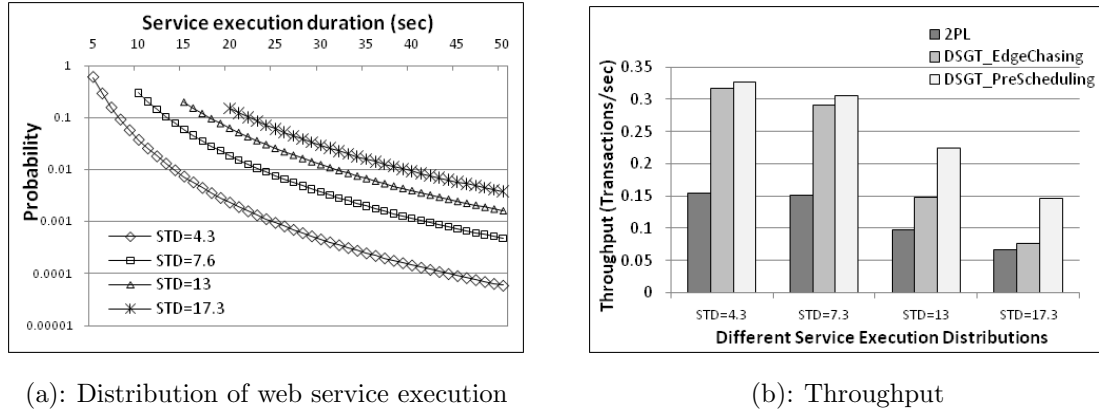 Service execution duration (sec)
5 10 15 20 25 30 35 40 45 50
Probability
1
0.1
0.01
0.001
0.0001
0.00001
STD=4.3
STD=7.6
STD=13
STD=17.3
(a): Distribution of web service execution
2PL
DSGT_EdgeChasing
DSGT_PreScheduling
Throughput (Transactions/sec)
0.35
0.3
0.25
0.2
0.15
0.1
0.05
0
STD=4.3 STD=7.3 STD=13 STD=17.3
Different Service Execution Distributions
(b): Throughput